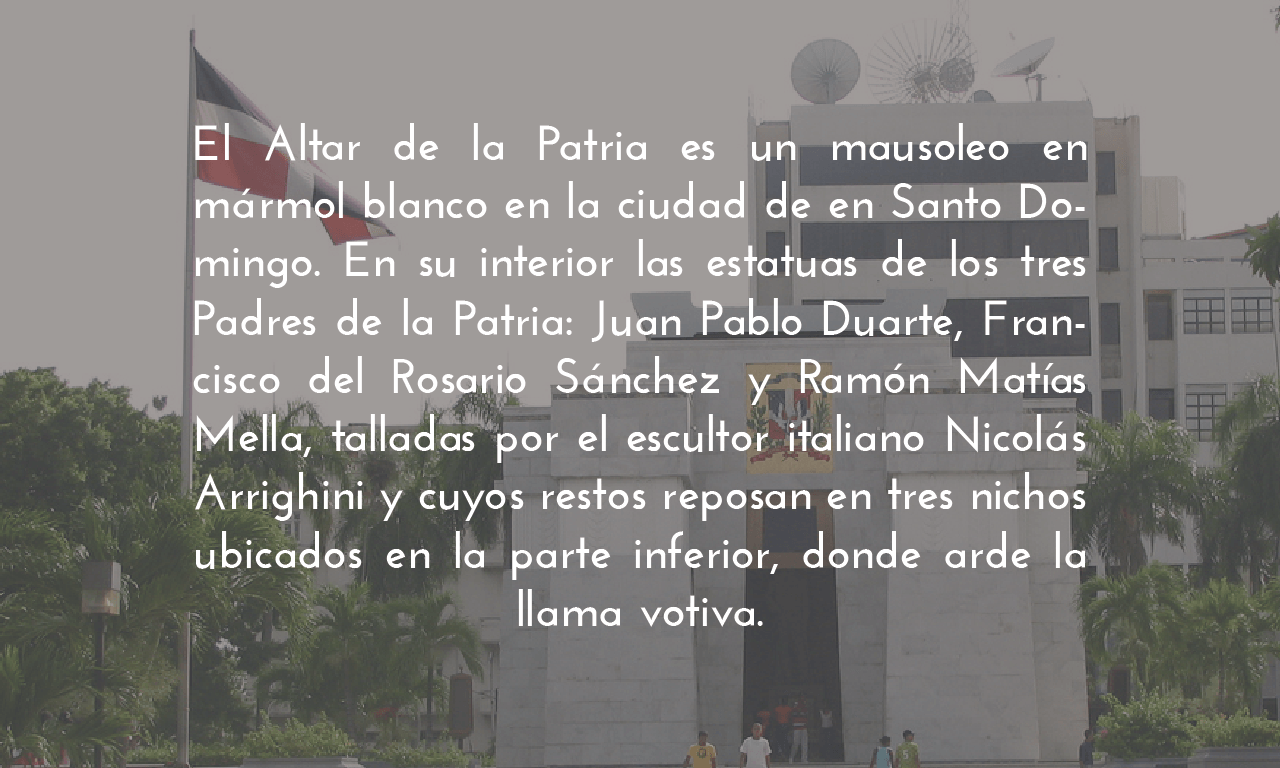 El Altar de la Patria es un mausoleo en
mármol blanco en la ciudad de en Santo Do-
mingo. En su interior las estatuas de los tres
Padres de la Patria: Juan Pablo Duarte, Fran-
cisco del Rosario Sánchez y Ramón Matías
Mella, talladas por el escultor italiano Nicolás
Arrighini y cuyos restos reposan en tres nichos
ubicados en la parte inferior, donde arde la
llama votiva.